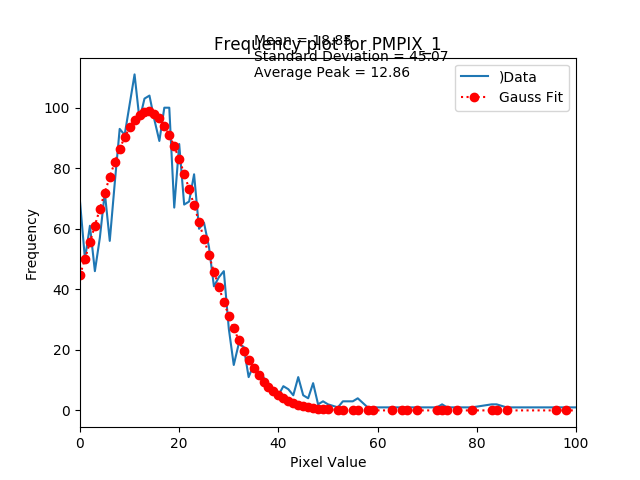 Mean = 18.85
Frequency plot for PMPIX_1
Standard Deviation = 45.07
Average Peak = 12.86
)Data
Gauss Fit
Frequency
100
80
60
40
20
0
0 20 40 60 80 100
Pixel Value